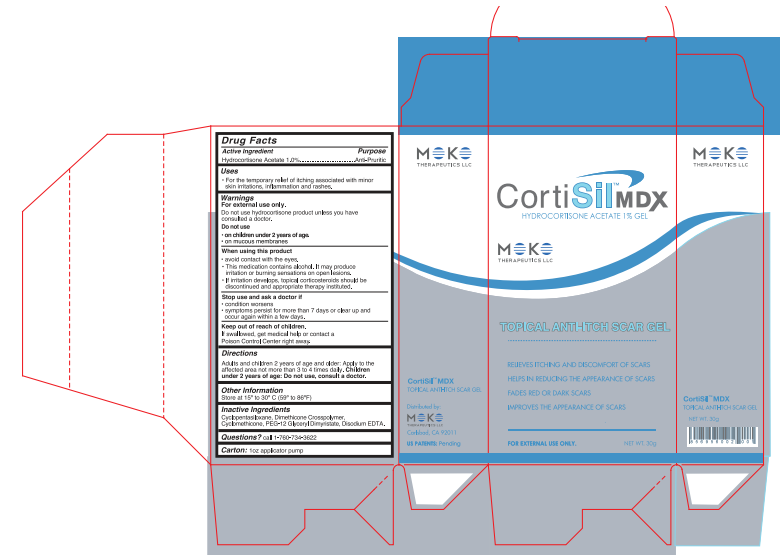 Drug Facts
Active Ingredient Purpose
Hydrocortisone Acetate 1.0%.......................Anti-Pruritic
Uses
• For the temporary relief of itching associated with minor
skin irritations, inflammation and rashes.
Warnings
For external use only.
Do not use hydrocortisone product unless you have
consulted a doctor.
Do not use
• on children under 2 years of age.
• on mucous membranes
When using this product
• avoid contact with the eyes.
• This medication contains alcohol. It may produce
irritation or burning sensations on open lesions.
• If irritation develops, topical corticosteroids should be
discontinued and appropriate therapy instituted.
Stop use and ask a doctor if
• condition worsens
• symptoms persist for more than 7 days or clear up and
occur again within a few days.
Keep out of reach of children.
If swallowed, get medical help or contact a
Poison Control Center right away.
Directions
Adults and children 2 years of age and older: Apply to the
affected area not more than 3 to 4 times daily. Children
under 2 years of age: Do not use, consult a doctor.
Other Information
Store at 15° to 30° C (59° to 86°F)
Inactive Ingredients
Cyclopentasiloxane, Dimethicone Crosspolymer,
Cyclomethicone, PEG-12 Glyceryl Dimyristate, Disodium EDTA.
Questions? call 1-760-734-3622
Carton: 1oz applicator pump
MOKO
THERAPEUTICS LLC
CortiSil™ MDX
TOPICAL ANTI-ITCH SCAR GEL
Distributed by
MOKO
THERAPEUTICS LLC
Carlsbad, CA 92011
US PATENTS: Pending
CortiSil™ MDX
HYDROCORTISONE ACETATE 1% GEL
MOKO
THERAPEUTICS LLC
TOPICAL ANTI-ITCH SCAR GEL
RELIEVES ITCHING AND DISCOMFORT OF SCARS
HELPS IN REDUCING THE APPEARANCE OF SCARS
FADES RED OR DARK SCARS
IMPROVES THE APPEARANCE OF SCARS
FOR EXTERNAL USE ONLY. NET WT. 30g
MOKO
THERAPEUTICS LLC
CortiSil™ MDX
TOPICAL ANTI-ITCH SCAR GEL
NET WT. 30g